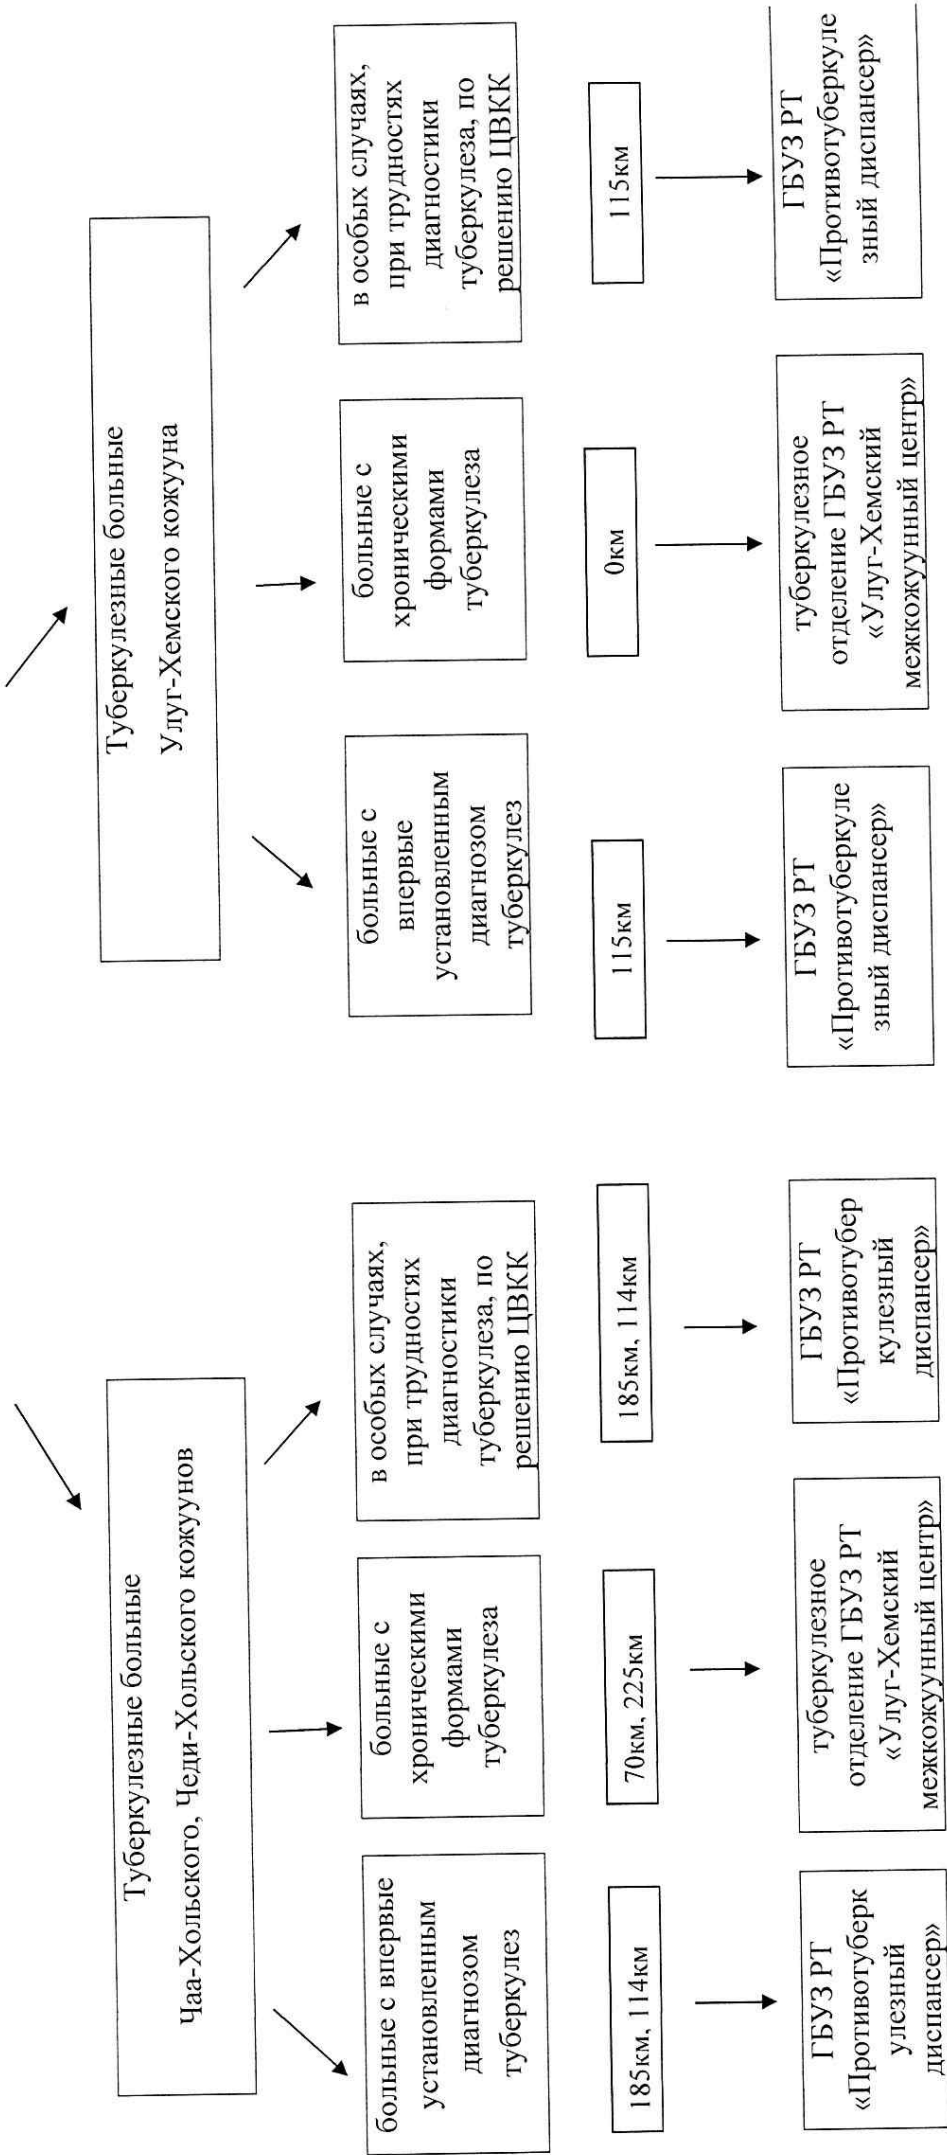 Туберкулезные больные
Чаа-Хольского, Чеди-Хольского кожуунов
больные с впервые
установленным
диагнозом
туберкулез
185км, 114км
ГБУЗ РТ
«Противотуберк
улезный
диспансер»
больные с
хроническими
формами
туберкулеза
70км, 225км
туберкулезное
отделение ГБУЗ РТ
«Улуг-Хемский
межкожуунный центр»
в особых случаях,
при трудностях
диагностики
туберкулеза, по
решению ЦВКК
185км, 114км
ГБУЗ РТ
«Противотубер
кулезный
диспансер»
Туберкулезные больные
Улуг-Хемского кожууна
больные с
впервые
установленным
диагнозом
туберкулез
115км
ГБУЗ РТ
«Противотуберкуле
зный диспансер»
больные с
хроническими
формами
туберкулеза
0км
туберкулезное
отделение ГБУЗ РТ
«Улуг-Хемский
межкожуунный центр»
в особых случаях,
при трудностях
диагностики
туберкулеза, по
решению ЦВКК
115км
ГБУЗ РТ
«Противотуберкуле
зный диспансер»